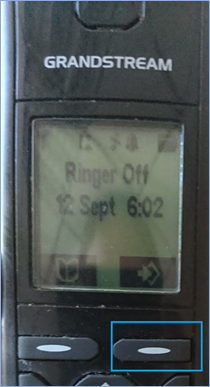 GRANDSTREAM
Ringer Off
12 Sept 6:02